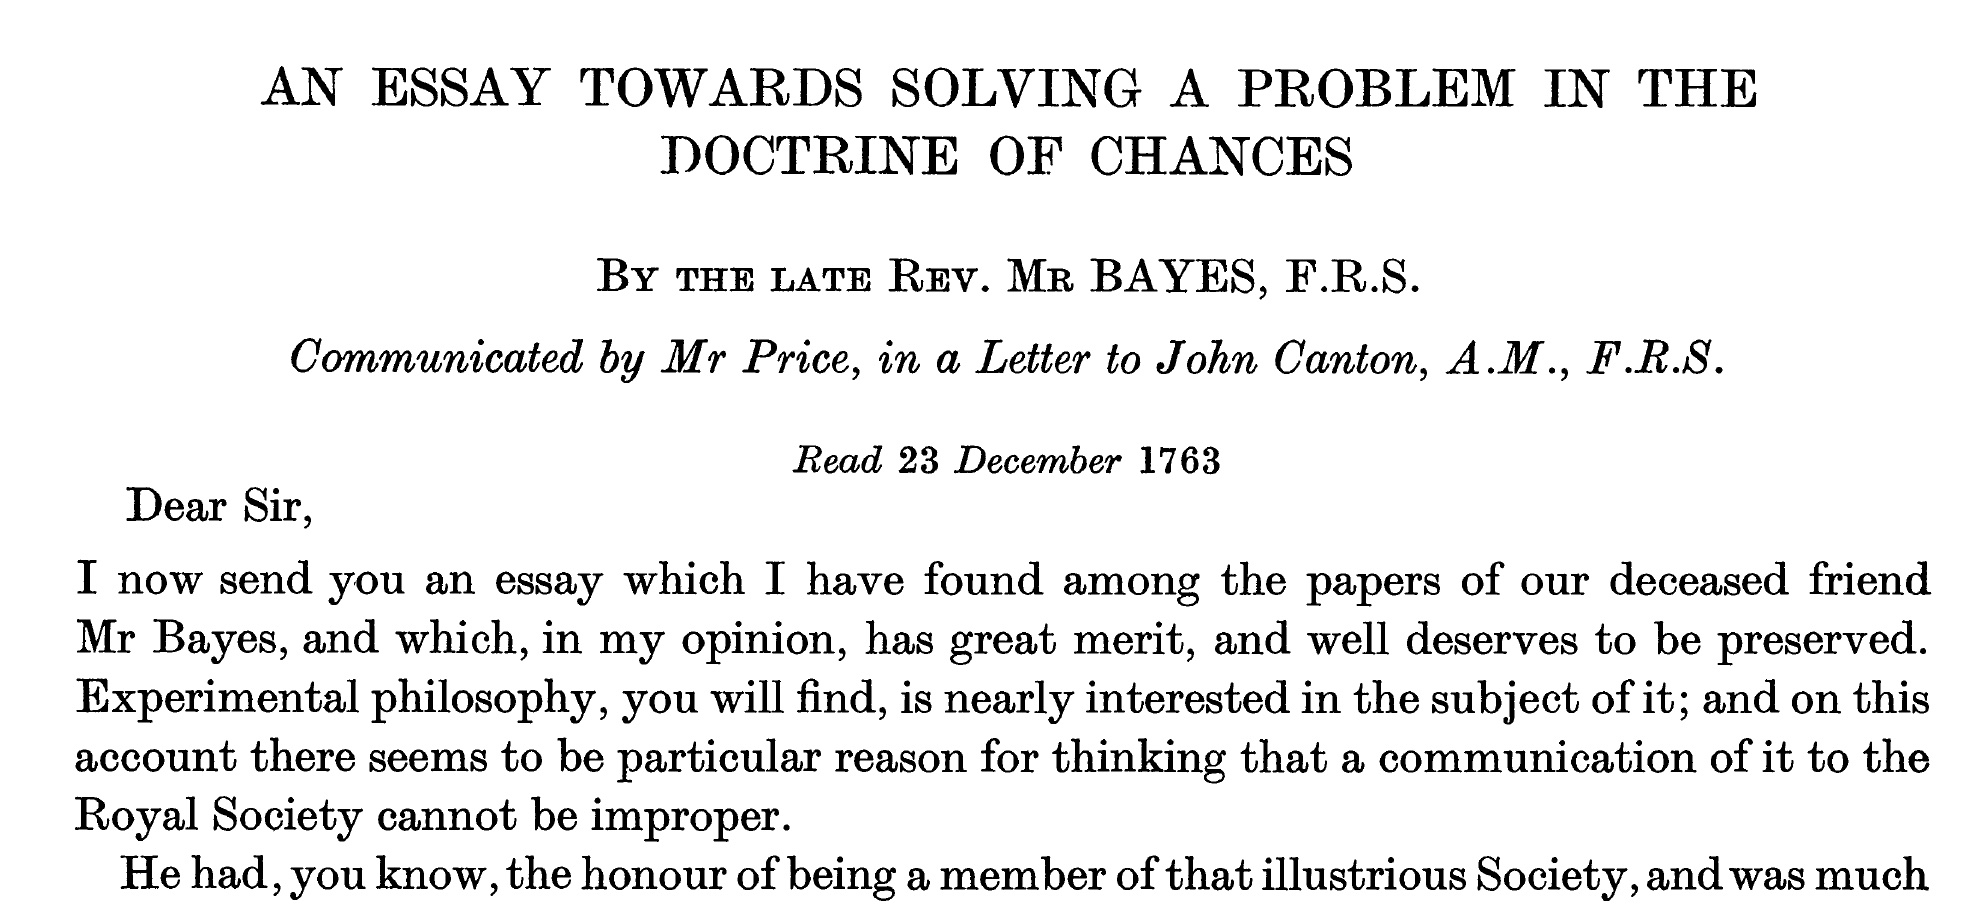 AN ESSAY TOWARDS SOLVING A PROBLEM IN THE
DOCTRINE OF CHANCES
BY THE LATE REV. MR BAYES, F.R.S.
Communicated by Mr Price, in a Letter to John Canton, A.M., F.R.S.
Read 23 December 1763
Dear Sir,
I now send you an essay which I have found among the papers of our deceased friend
Mr Bayes, and which, in my opinion, has great merit, and well deserves to be preserved.
Experimental philosophy, you will find, is nearly interested in the subject of it; and on this
account there seems to be particular reason for thinking that a communication of it to the
Royal Society cannot be improper.
He had, you know, the honour of being a member of that illustrious Society, and was much